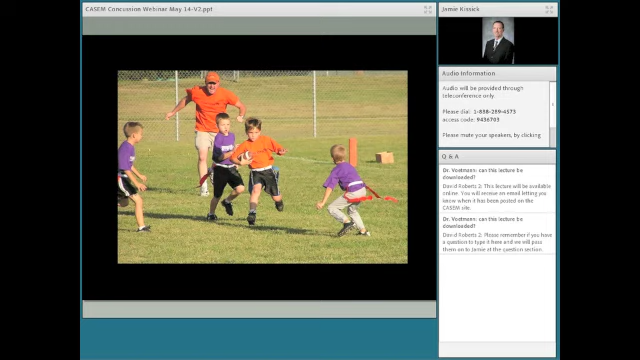 CASEM Concussion Webinar May 14-V2.ppt
Jamie Kissick
Audio Information
Audio will be provided through
teleconference only.
Please dial: 1-888-289-4573
access code: 9436703
Please mute your speakers, by clicking
Q & A
Dr. Vostmann: can this lecture be
downloaded?
David Roberts 2: This lecture will be available
online. You will receive an email letting you
know when it has been posted on the
CASEM site.
Dr. Vostmann: can this lecture be
downloaded?
David Roberts 2: Please remember if you have
a question to type it here and we will pass
them on to Jamie at the question section.